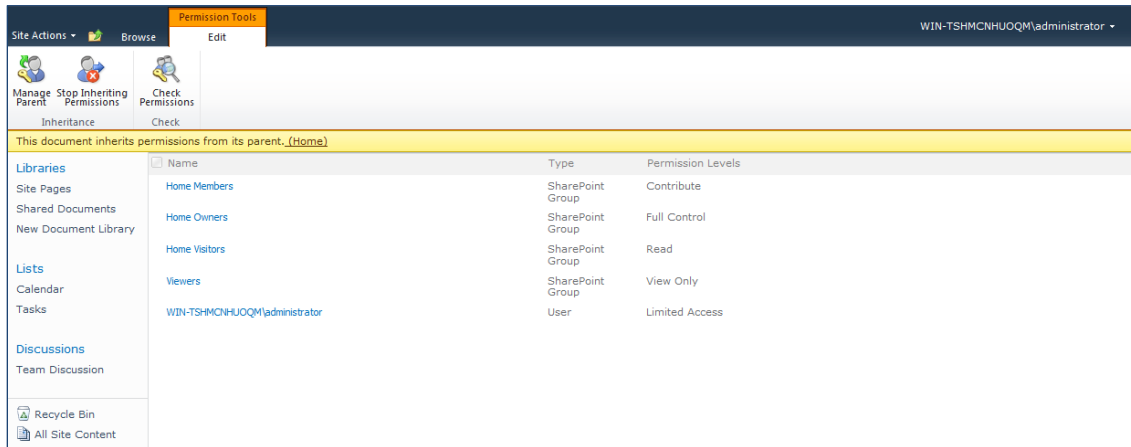 Permission Tools
Site Actions
Browse
Edit
WIN-TSHMCNHUOQM\administrator
Manage Parent
Stop Inheriting Permissions
Check Permissions
Inheritance
Check
This document inherits permissions from its parent. (Home)
Libraries
Site Pages
Shared Documents
New Document Library
Lists
Calendar
Tasks
Discussions
Team Discussion
Recycle Bin
All Site Content
Name Type Permission Levels
Home Members SharePoint Contribute
Group
Home Owners SharePoint Full Control
Group
Home Visitors SharePoint Read
Group
Viewers SharePoint View Only
Group
WIN-TSHMCNHUOQM\administrator User Limited Access